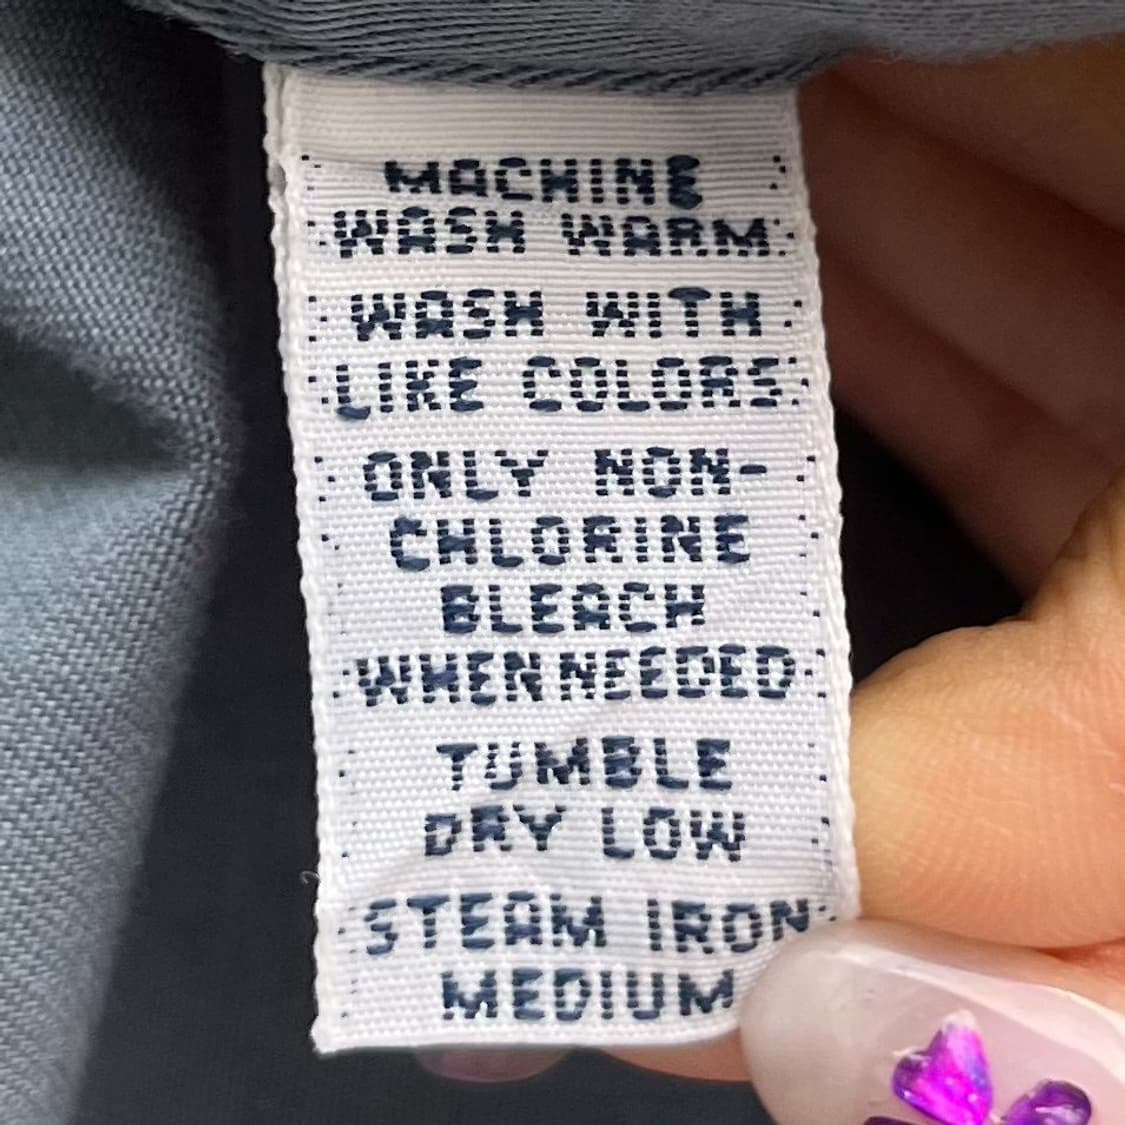 MACHINE
WASH WARM
WASH WITH
LIKE COLORS
ONLY NON-
CHLORINE
BLEACH
WHEN NEEDED
TUMBLE
DRY LOW
STEAM IRON
MEDIUM